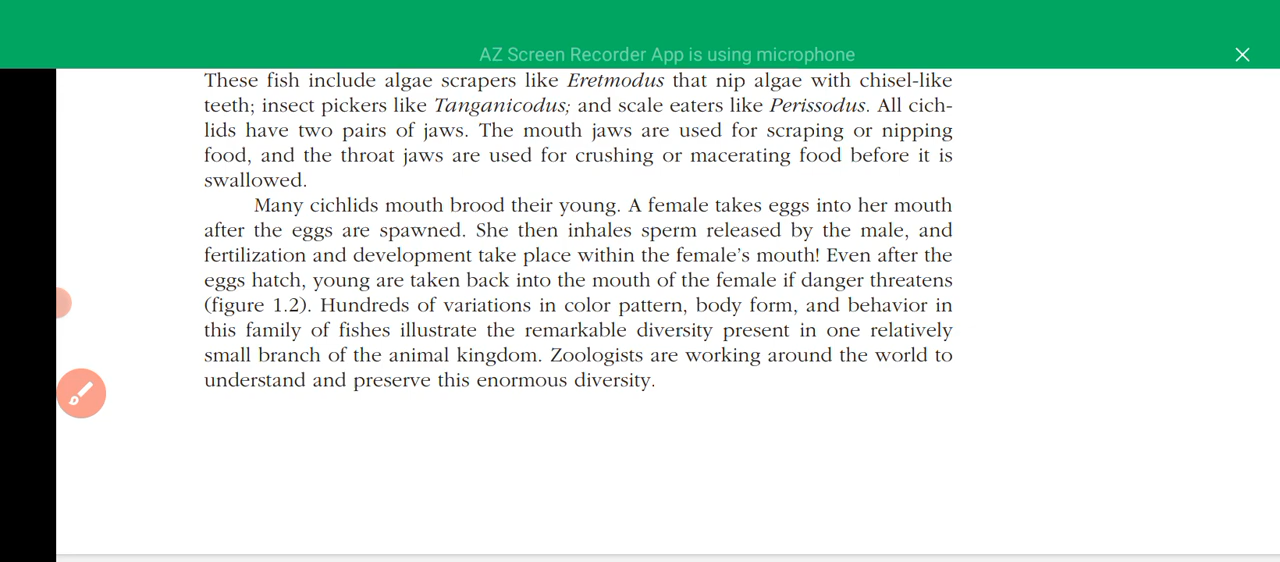 AZ Screen Recorder App is using microphone
These fish include algae scrapers like Eretmodus that nip algae with chisel-like
teeth; insect pickers like Tanganicodus; and scale eaters like Perissodus. All cich-
lids have two pairs of jaws. The mouth jaws are used for scraping or nipping
food, and the throat jaws are used for crushing or macerating food before it is
swallowed.
Many cichlids mouth brood their young. A female takes eggs into her mouth
after the eggs are spawned. She then inhales sperm released by the male, and
fertilization and development take place within the female's mouth! Even after the
eggs hatch, young are taken back into the mouth of the female if danger threatens
(figure 1.2). Hundreds of variations in color pattern, body form, and behavior in
this family of fishes illustrate the remarkable diversity present in one relatively
small branch of the animal kingdom. Zoologists are working around the world to
understand and preserve this enormous diversity.